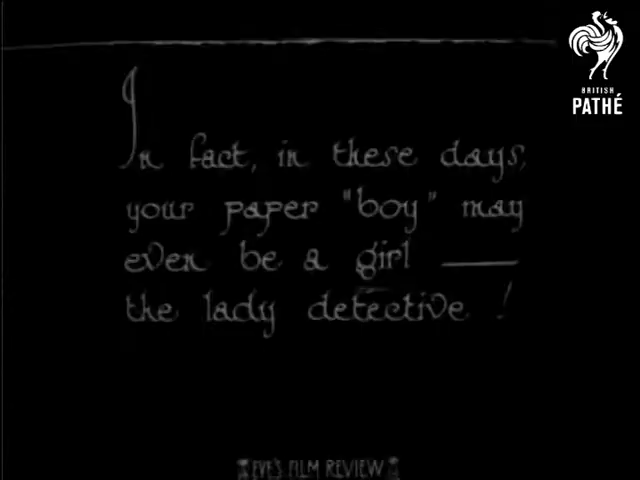 BRITISH
PATHÉ
In fact, in these days,
your paper "boy" may
even be a girl ——
the lady detective !
EVE'S FILM REVIEW